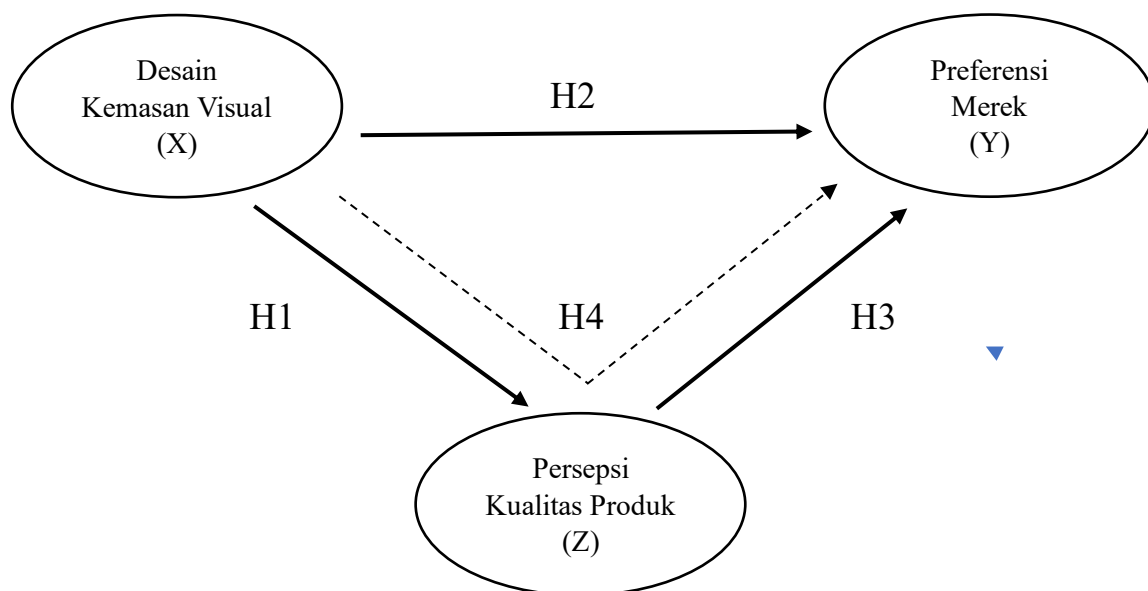 Desain
Kemasan Visual
(X)
H2
Preferensi
Merek
(Y)
H1
H4
H3
Persepsi
Kualitas Produk
(Z)